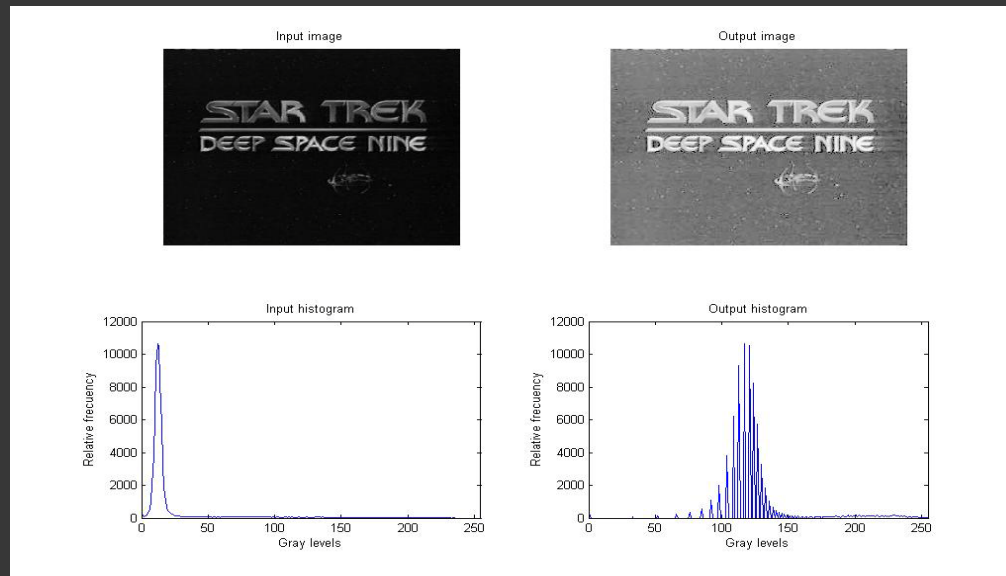 Input image
STAR TREK
DEEP SPACE NINE
Output image
STAR TREK
DEEP SPACE NINE
Input histogram
12000
10000
8000
6000
4000
2000
0
Relative frecuency
0 50 100 150 200 250
Gray levels
Output histogram
12000
10000
8000
6000
4000
2000
0
Relative frecuency
0 50 100 150 200 250
Gray levels